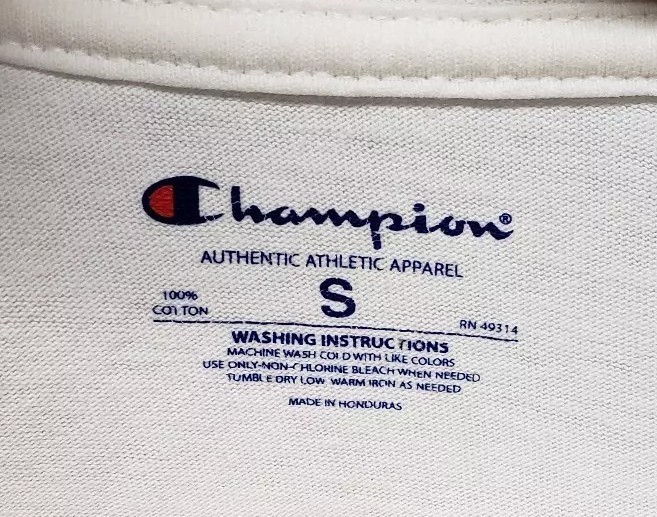 Champion®
AUTHENTIC ATHLETIC APPAREL
S
100%
COTTON
RN 49314
WASHING INSTRUCTIONS
MACHINE WASH COLD WITH LIKE COLORS
USE ONLY-NON-CHLORINE BLEACH WHEN NEEDED
TUMBLE DRY LOW WARM IRON AS NEEDED
MADE IN HONDURAS